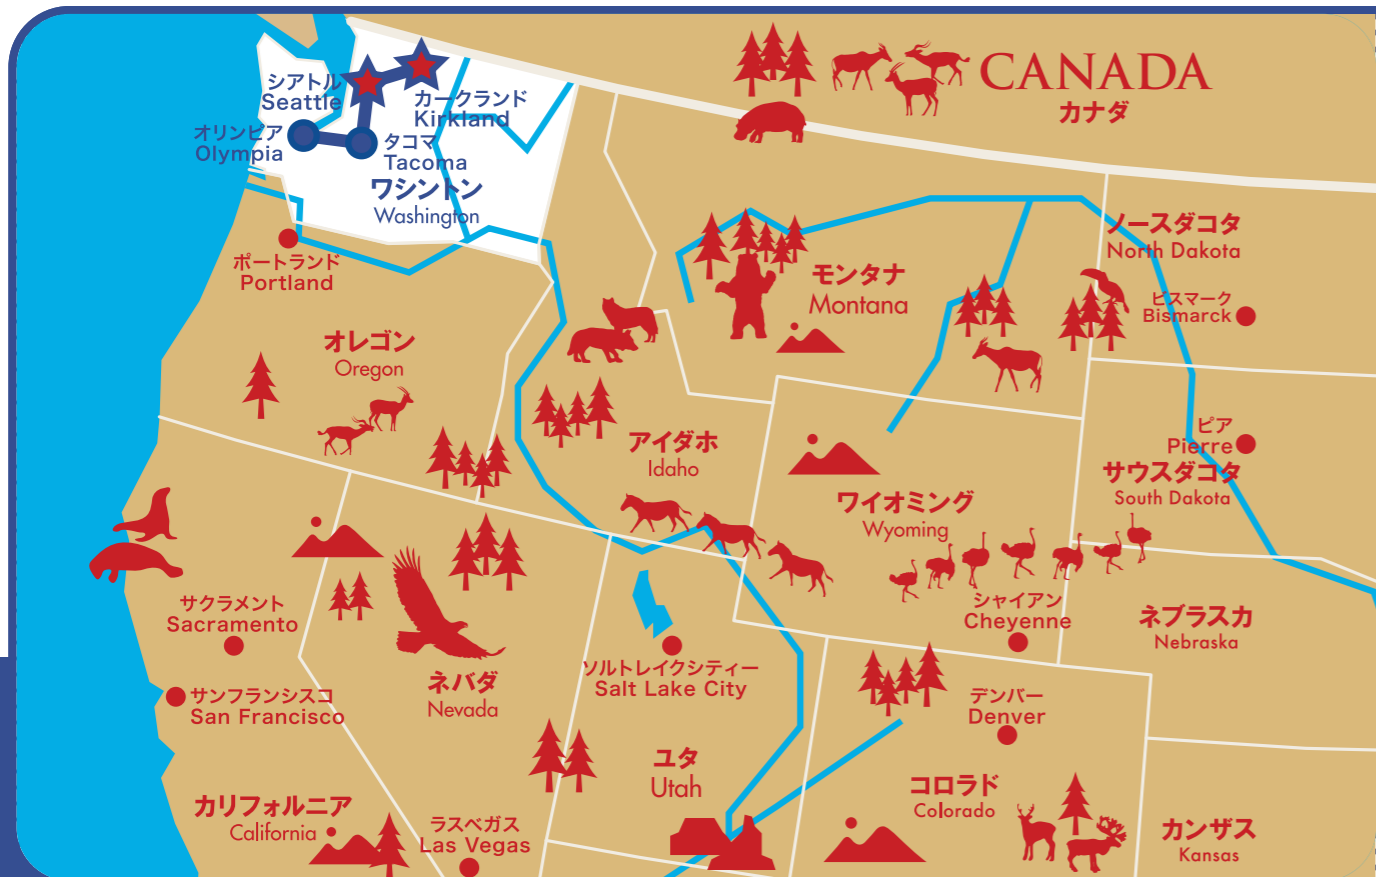 CANADA
カナダ
シアトル
Seattle
カークランド
Kirkland
オリンピア
Olympia
タコマ
Tacoma
ワシントン
Washington
ポートランド
Portland
モンタナ
Montana
ノースダコタ
North Dakota
ビスマーク
Bismarck
オレゴン
Oregon
アイダホ
Idaho
ピア
Pierre
サウスダコタ
South Dakota
ワイオミング
Wyoming
サクラメント
Sacramento
シャイアン
Cheyenne
ネブラスカ
Nebraska
サンフランシスコ
San Francisco
ネバダ
Nevada
ソルトレイクシティー
Salt Lake City
デンバー
Denver
ユタ
Utah
コロラド
Colorado
カリフォルニア
California
ラスベガス
Las Vegas
カンザス
Kansas